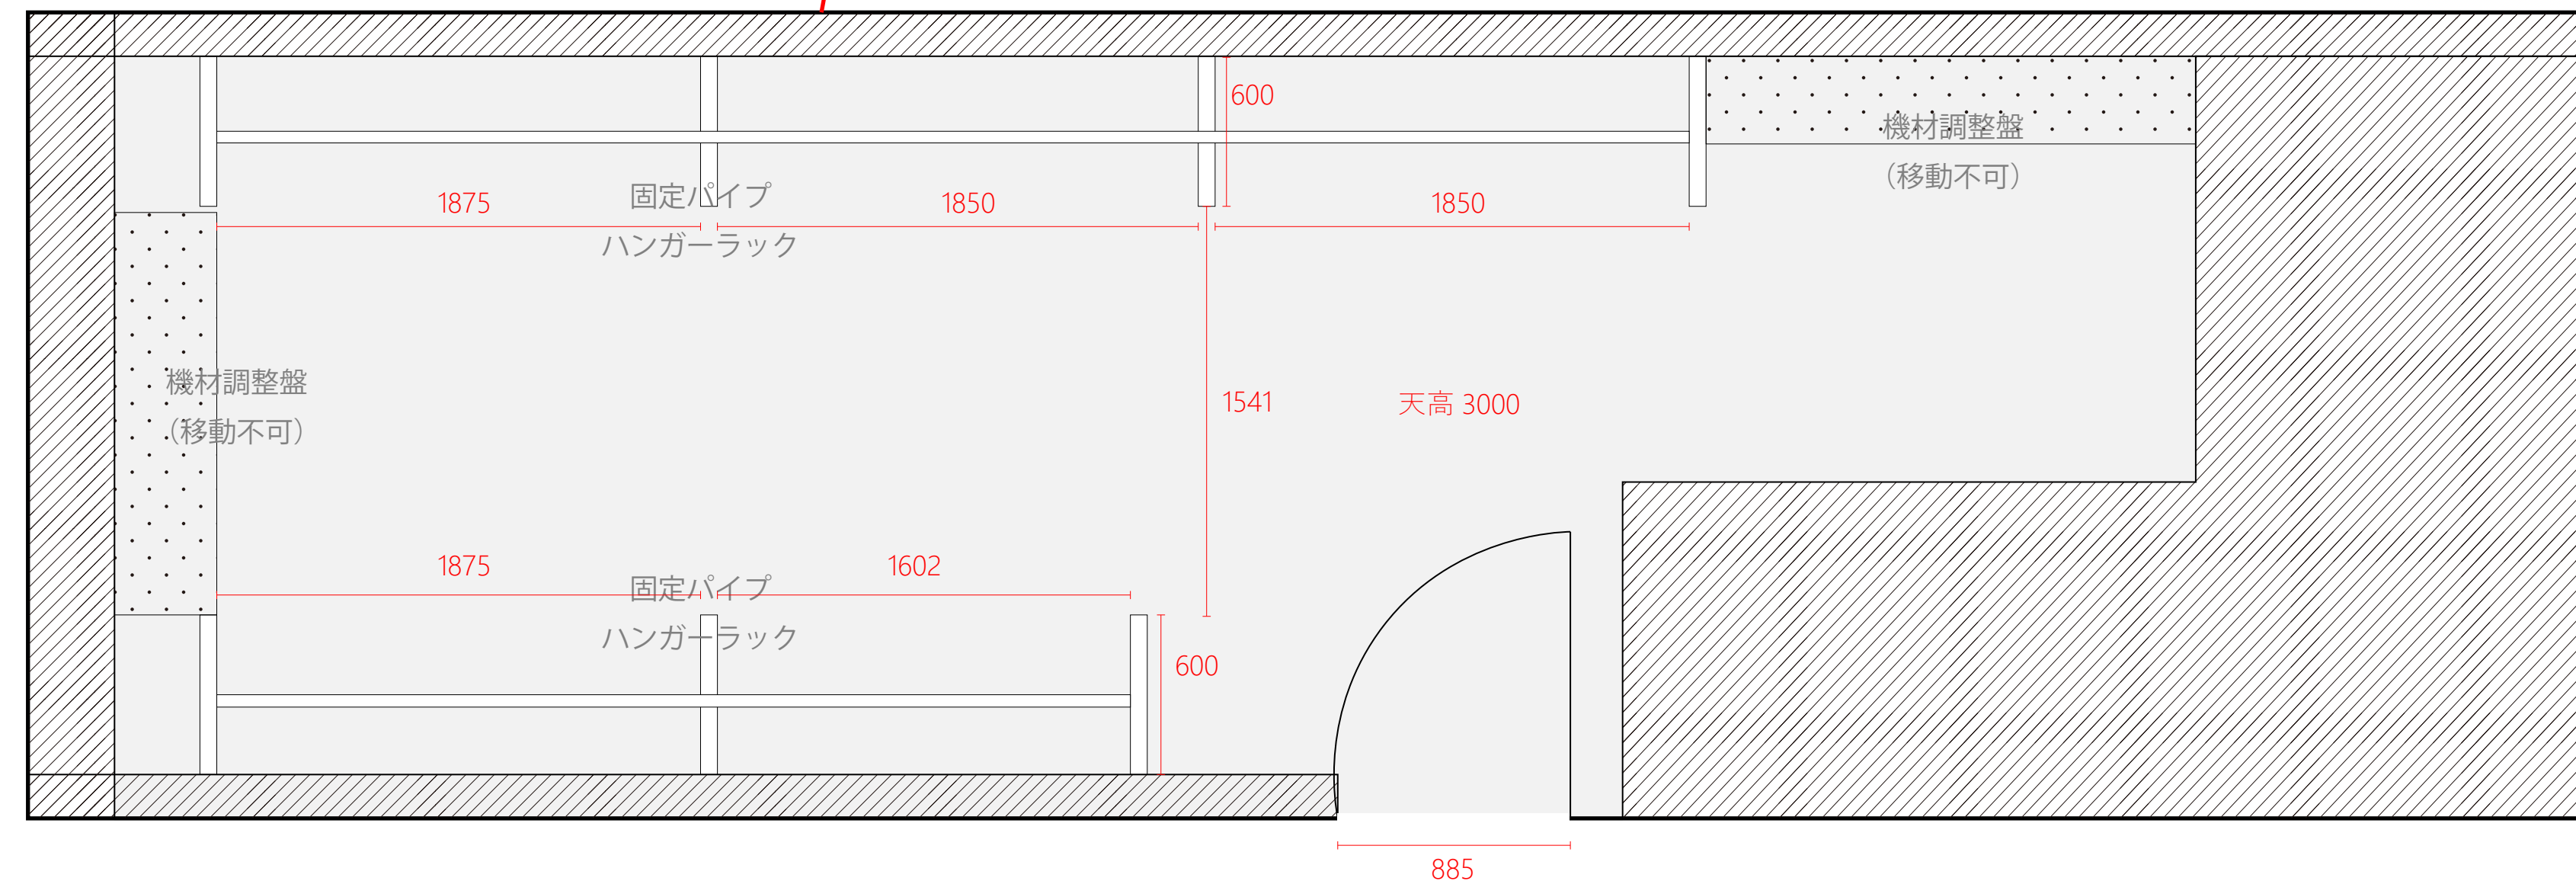 600
機材調整盤
（移動不可）
1875
固定パイプ
ハンガーラック
1850
1850
機材調整盤
（移動不可）
1541
天高 3000
1875
固定パイプ
ハンガーラック
1602
600
885